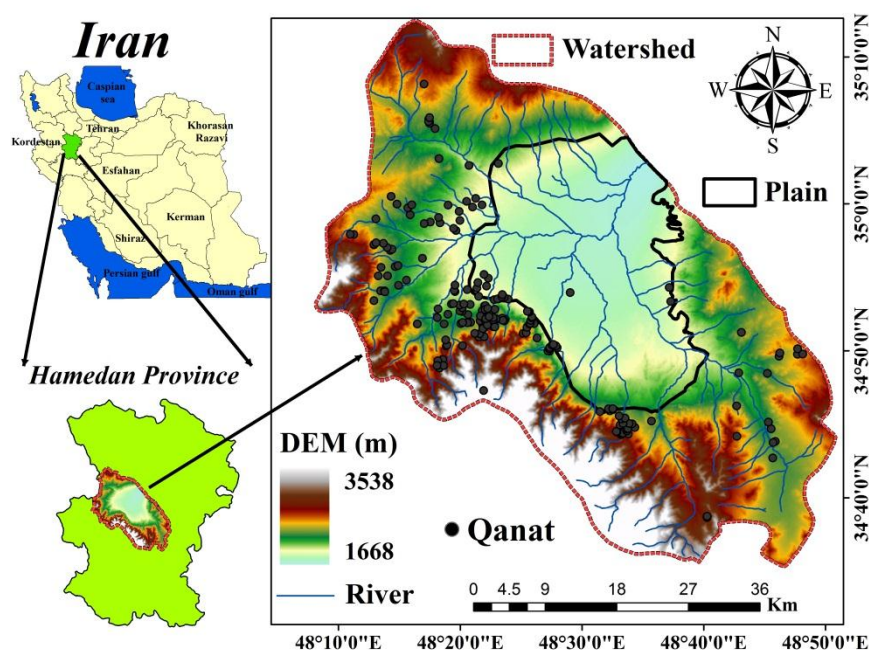 Iran
Caspian
sea
Kordestan
Tehran
Khorasan
Razavi
Esfahan
Kerman
Shiraz
Persian gulf
Oman gulf
Hamedan Province
Watershed
N
W
E
S
Plain
DEM (m)
3538
1668
Qanat
River
0 4.5 9 18 27 36
Km
35°10'0"N
35°0'0"N
34°50'0"N
34°40'0"N
48°10'0"E
48°20'0"E
48°30'0"E
48°40'0"E
48°50'0"E